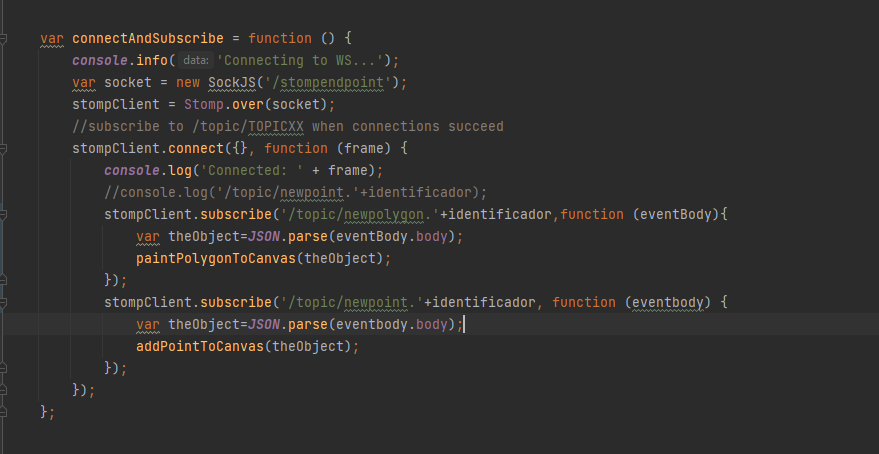 var connectAndSubscribe = function () {
console.info( data: 'Connecting to WS...');
var socket = new SockJS('/stompendpoint');
stompClient = Stomp.over(socket);
//subscribe to /topic/TOPICXX when connections succeed
stompClient.connect({}, function (frame) {
console.log('Connected: ' + frame);
//console.log('/topic/newpoint.'+identificador);
stompClient.subscribe('/topic/newpolygon.'+identificador,function (eventBody){
var theObject=JSON.parse(eventBody.body);
paintPolygonToCanvas(theObject);
});
stompClient.subscribe('/topic/newpoint.'+identificador, function (eventbody) {
var theObject=JSON.parse(eventbody.body);
addPointToCanvas(theObject);
});
});
};